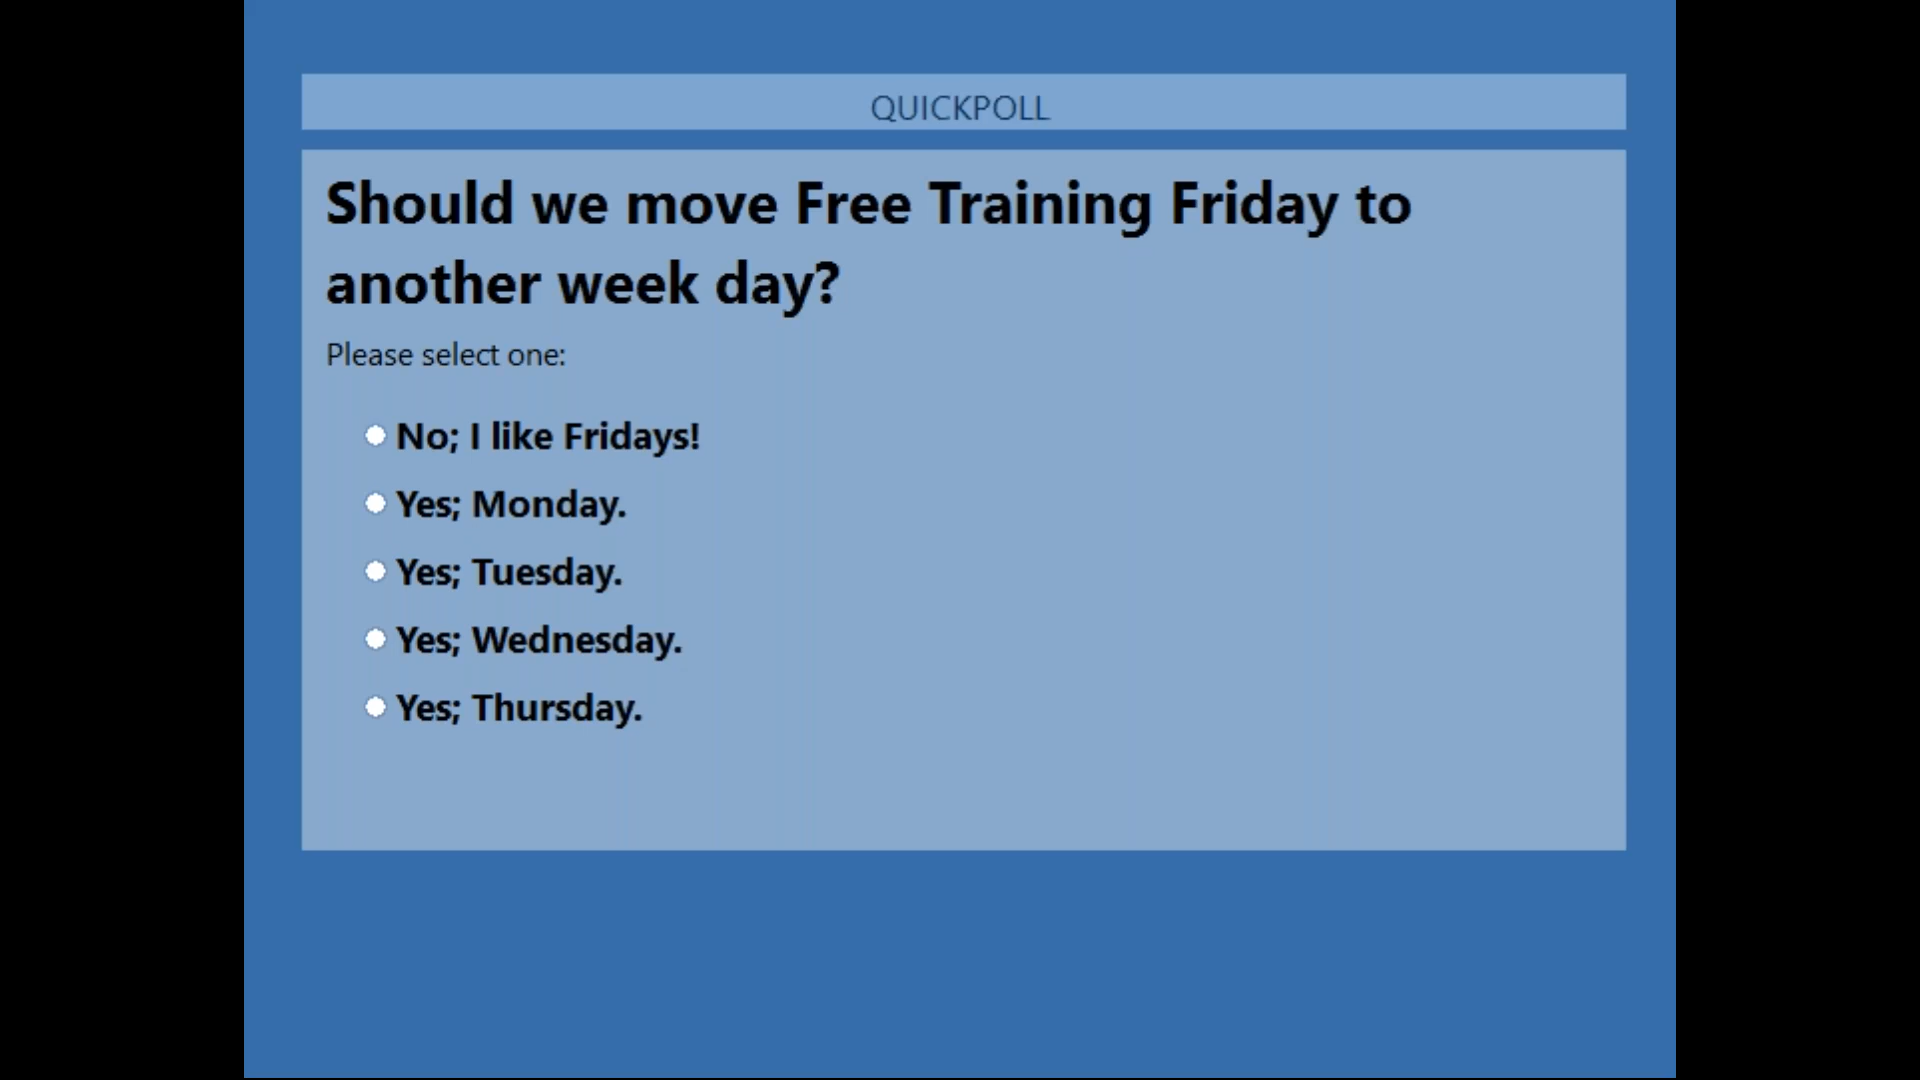 QUICKPOLL
Should we move Free Training Friday to
another week day?
Please select one:
No; I like Fridays!
Yes; Monday.
Yes; Tuesday.
Yes; Wednesday.
Yes; Thursday.